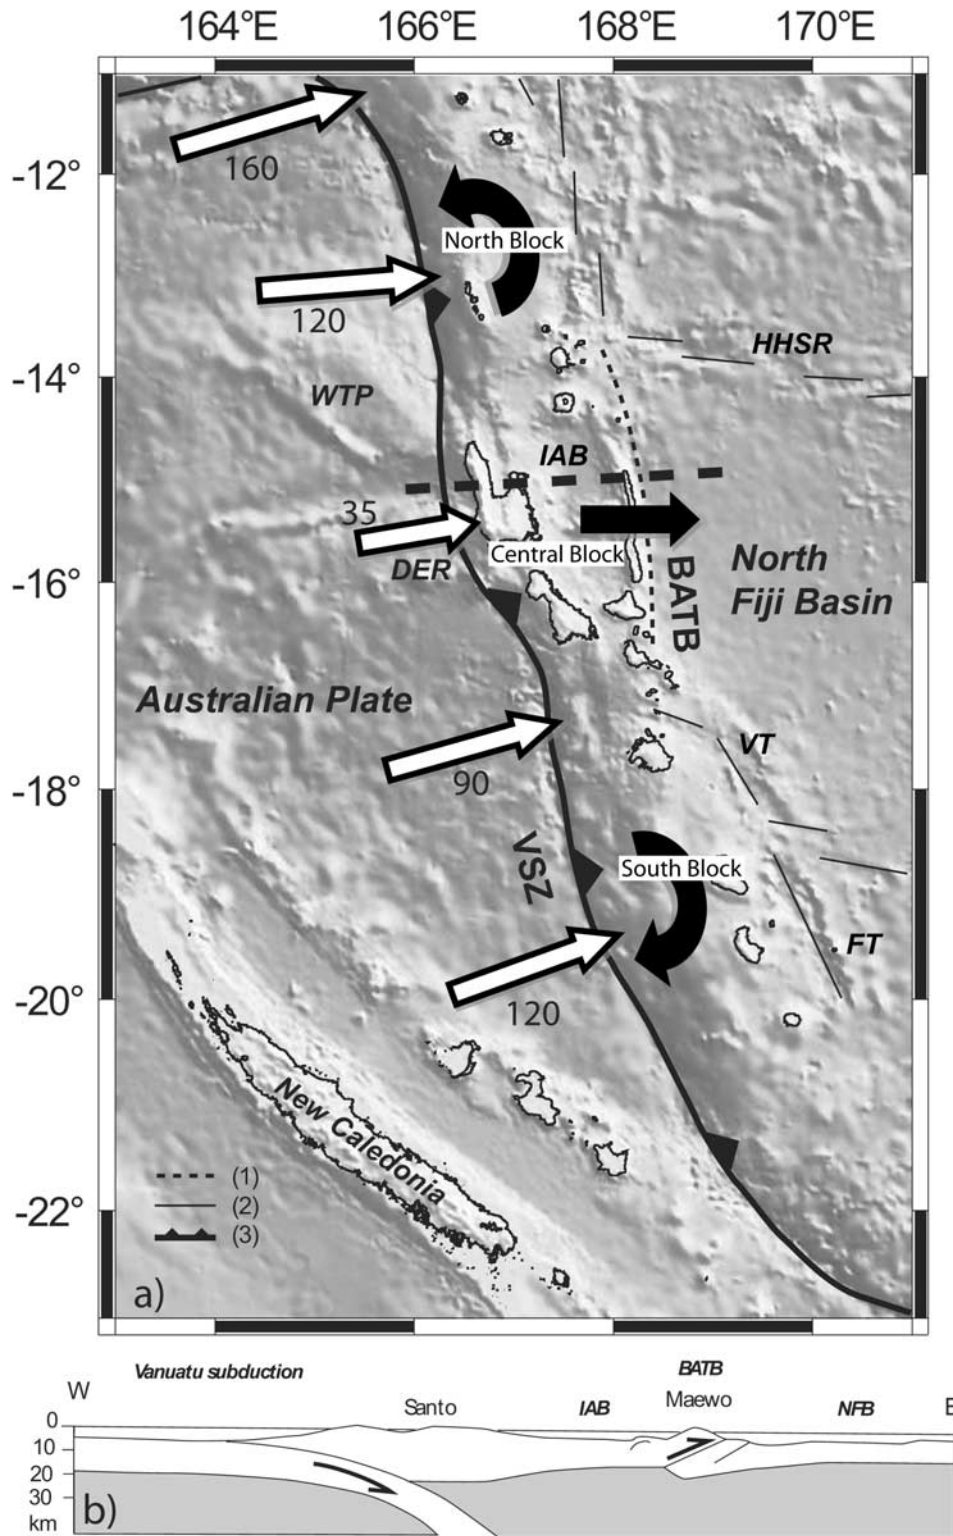 164°E 166°E 168°E 170°E
160
-12°
North Block
120
HHSR
-14°
WTP
IAB
35
Central Block
DER
-16°
BATB
North
Fiji Basin
Australian Plate
VT
90
-18°
VSZ
South Block
FT
120
-20°
New Caledonia
(1)
(2)
(3)
-22°
a)
Vanuatu subduction
BATB
W
Santo
IAB
Maewo
NFB
E
0
10
20
30
km
b)